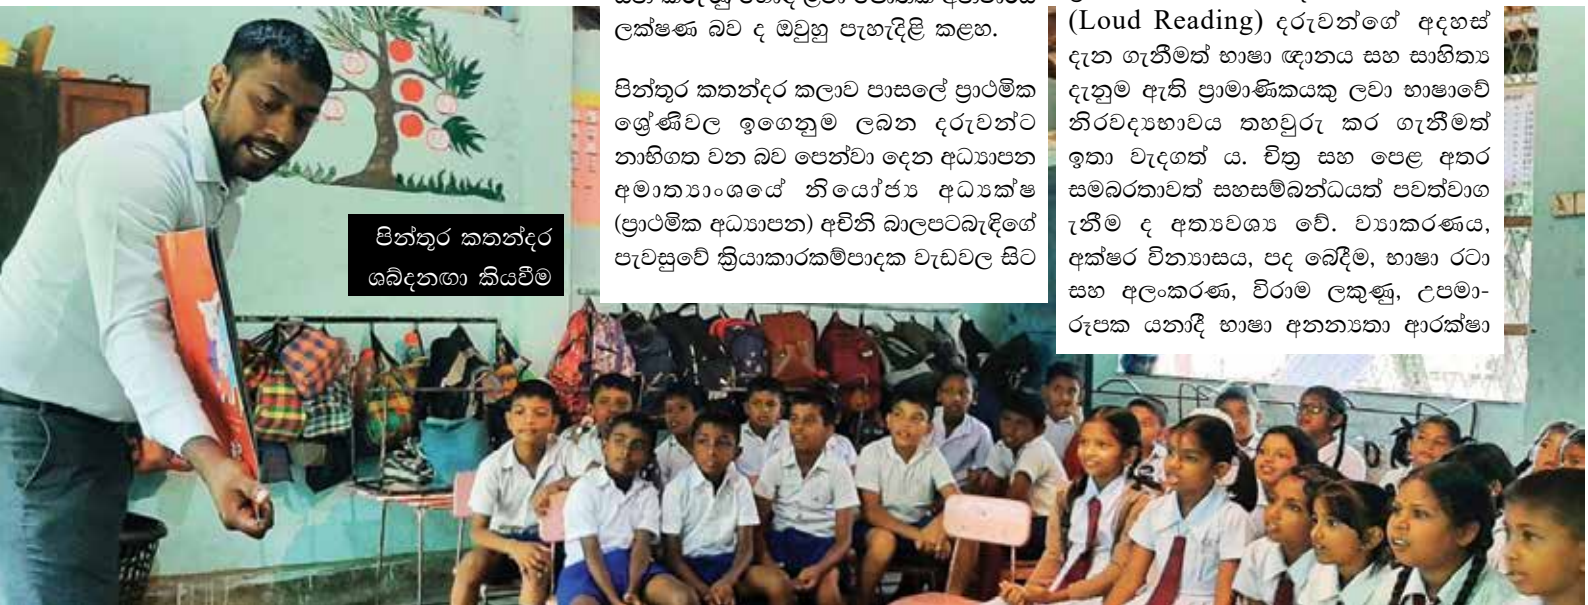 ලක්ෂණ බව ද ඔවුහු පැහැදිළි කළහ.
පින්තූර කතන්දර කලාව පාසලේ ප්‍රාථමික
ශ්‍රේණිවල ඉගෙනුම ලබන දරුවන්ට
නාභිගත වන බව පෙන්වා දෙන අධ්‍යාපන
අමාත්‍යාංශයේ නියෝජ්‍ය අධ්‍යක්ෂ
(ප්‍රාථමික අධ්‍යාපන) අචිනි බාලපටබැඳිගේ
පැවසුවේ ක්‍රියාකාරකම්පාදක වැඩවල සිට
(Loud Reading) දරුවන්ගේ අදහස්
දැන ගැනීමත් භාෂා ඥානය සහ සාහිත්‍ය
දැනුම ඇති ප්‍රාමාණිකයකු ලවා භාෂාවේ
නිරවද්‍යභාවය තහවුරු කර ගැනීමත්
ඉතා වැදගත් ය. චිත්‍ර සහ පෙළ අතර
සමබරතාවත් සහසම්බන්ධයත් පවත්වාග
ැනීම ද අත්‍යවශ්‍ය වේ. ව්‍යාකරණය,
අක්ෂර වින්‍යාසය, පද බෙදීම, භාෂා රටා
සහ අලංකරණ, විරාම ලකුණු, උපමා-
රූපක යනාදී භාෂා අනන්‍යතා ආරක්ෂා
පින්තූර කතන්දර
ශබ්දනඟා කියවීම